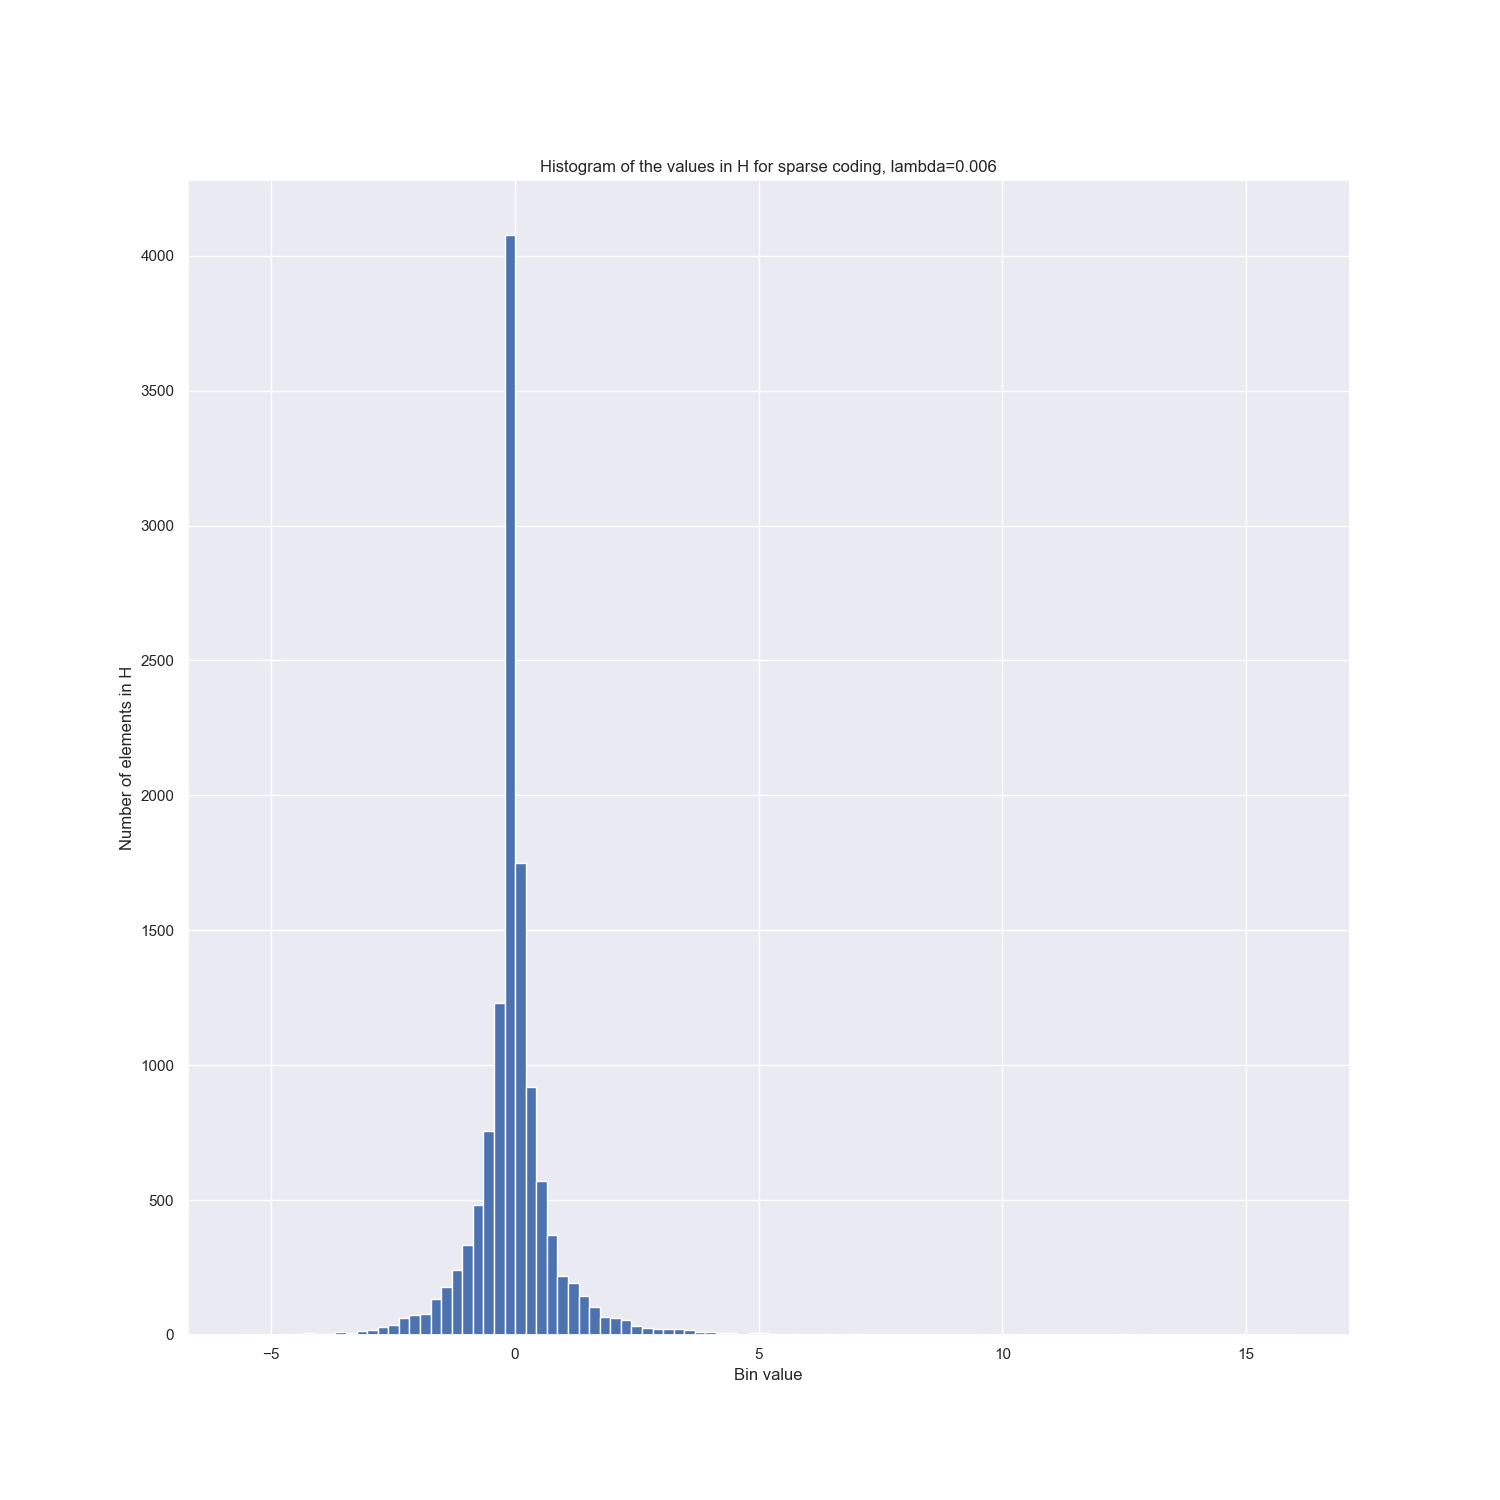 Histogram of the values in H for sparse coding, lambda=0.006
4000
3500
3000
2500
2000
1500
1000
500
0
Number of elements in H
−5 0 5 10 15
Bin value